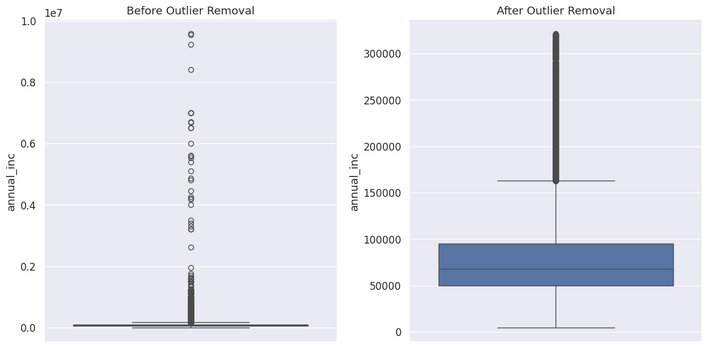 Before Outlier Removal
1e7
1.0
0.8
0.6
0.4
0.2
0.0
annual_inc
After Outlier Removal
300000
250000
200000
150000
100000
50000
0
annual_inc